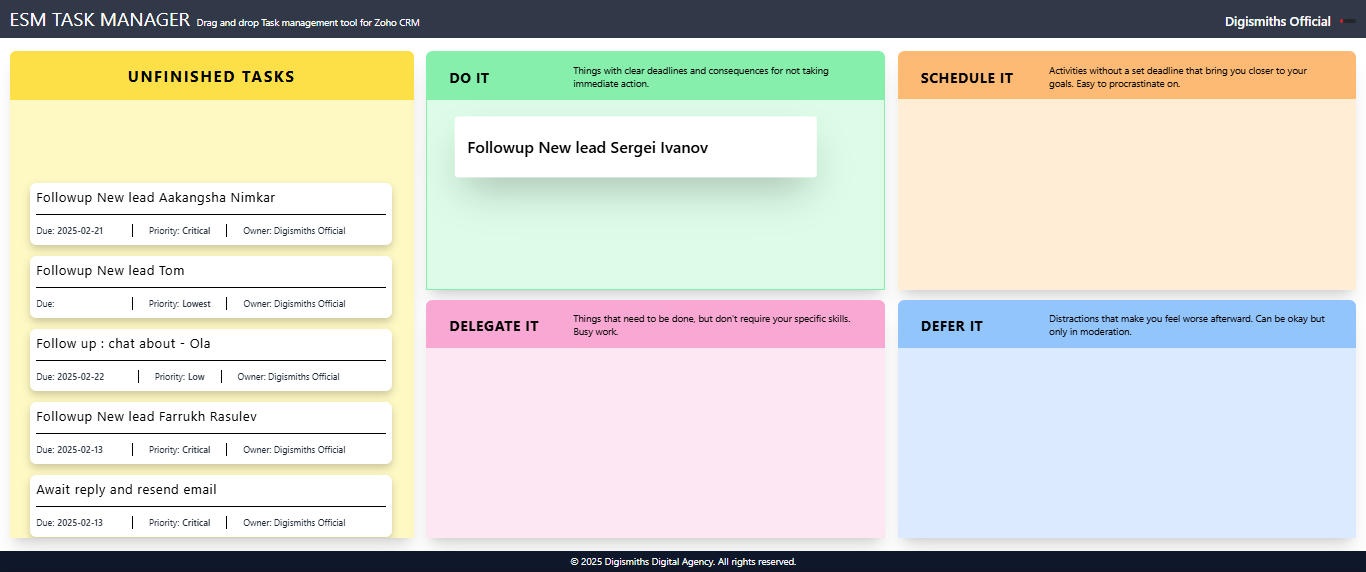 ESM TASK MANAGER Drag and drop Task management tool for Zoho CRM
Digismiths Official
UNFINISHED TASKS
Followup New lead Aakangsha Nimkar
Due: 2025-02-21 Priority: Critical Owner: Digismiths Official
Followup New lead Tom
Due: Priority: Lowest Owner: Digismiths Official
Follow up : chat about - Ola
Due: 2025-02-22 Priority: Low Owner: Digismiths Official
Followup New lead Farrukh Rasulev
Due: 2025-02-13 Priority: Critical Owner: Digismiths Official
Await reply and resend email
Due: 2025-02-13 Priority: Critical Owner: Digismiths Official
DO IT
Things with clear deadlines and consequences for not taking
immediate action.
Followup New lead Sergei Ivanov
SCHEDULE IT
Activities without a set deadline that bring you closer to your
goals. Easy to procrastinate on.
DELEGATE IT
Things that need to be done, but don't require your specific skills.
Busy work.
DEFER IT
Distractions that make you feel worse afterward. Can be okay but
only in moderation.
© 2025 Digismiths Digital Agency. All rights reserved.